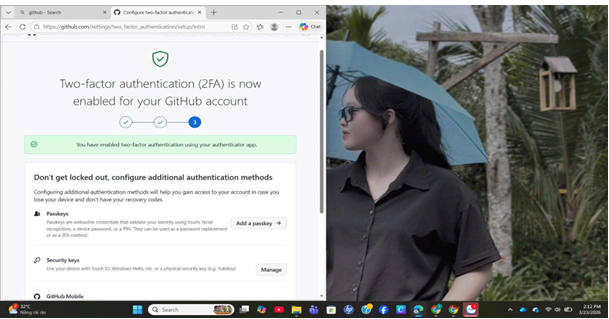 github - Search
Configure two-factor authentication
https://github.com/settings/two_factor_authentication/setup/intro
Chat
Two-factor authentication (2FA) is now
enabled for your GitHub account
3
You have enabled two-factor authentication using your authenticator app.
Don't get locked out, configure additional authentication methods
Configuring additional authentication methods will help you gain access to your account in case you
lose your device and don't have your recovery codes.
Passkeys
Passkeys are webauthn credentials that validate your identity using touch, facial
recognition, a device password, or a PIN. They can be used as a password replacement
or as a 2FA method.
Add a passkey
Security keys
Use your device with Touch ID, Windows Hello, etc. or a physical security key (e.g. YubiKey)
Manage
GitHub Mobile
32°C
Nắng rải rác
Search
2:12 PM
3/23/2026